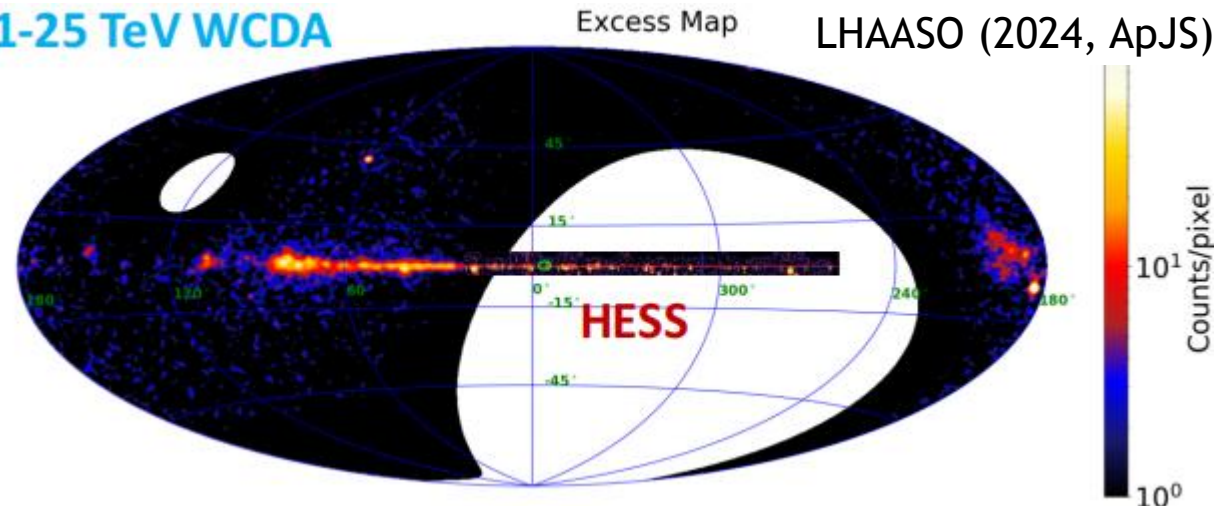 1-25 TeV WCDA
Excess Map
LHAASO (2024, ApJS)
45°
15°
180
120
60
0°
300°
240°
180°
-15°
HESS
-45°
10¹
10⁰
Counts/pixel